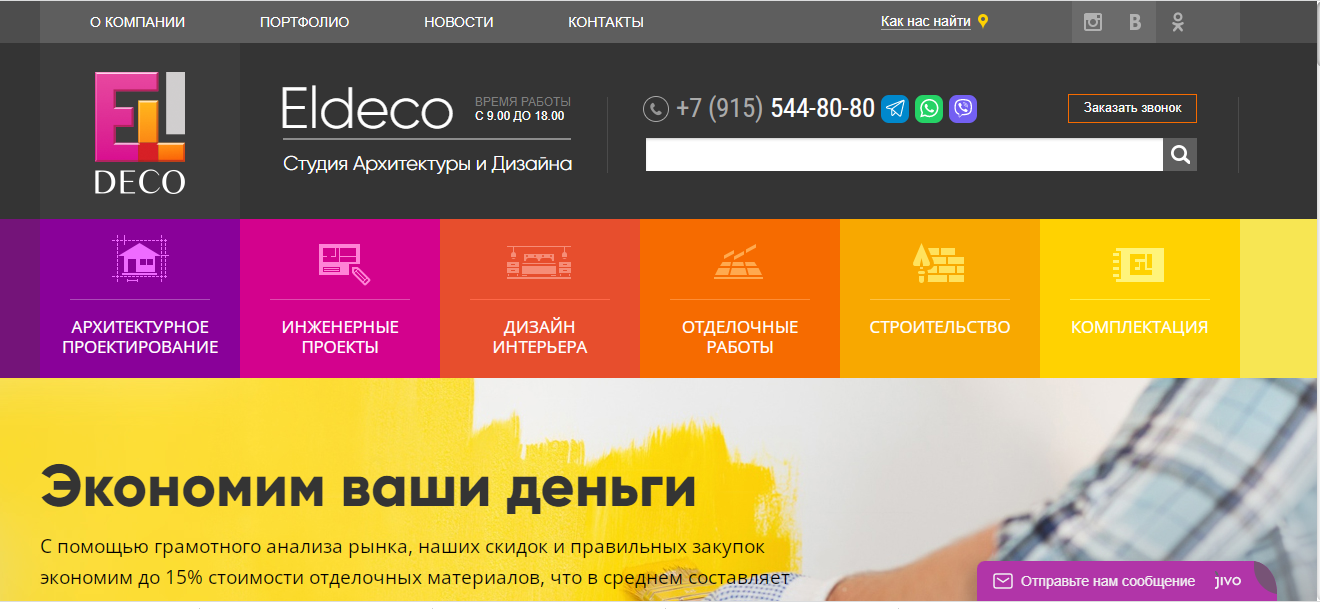 О КОМПАНИИ ПОРТФОЛИО НОВОСТИ КОНТАКТЫ Как нас найти
El
DECO
Eldeco
ВРЕМЯ РАБОТЫ
С 9.00 ДО 18.00
Студия Архитектуры и Дизайна
+7 (915) 544-80-80
Заказать звонок
АРХИТЕКТУРНОЕ
ПРОЕКТИРОВАНИЕ
ИНЖЕНЕРНЫЕ
ПРОЕКТЫ
ДИЗАЙН
ИНТЕРЬЕРА
ОТДЕЛОЧНЫЕ
РАБОТЫ
СТРОИТЕЛЬСТВО
КОМПЛЕКТАЦИЯ
Экономим ваши деньги
С помощью грамотного анализа рынка, наших скидок и правильных закупок
экономим до 15% стоимости отделочных материалов, что в среднем составляет
Отправьте нам сообщение jivo